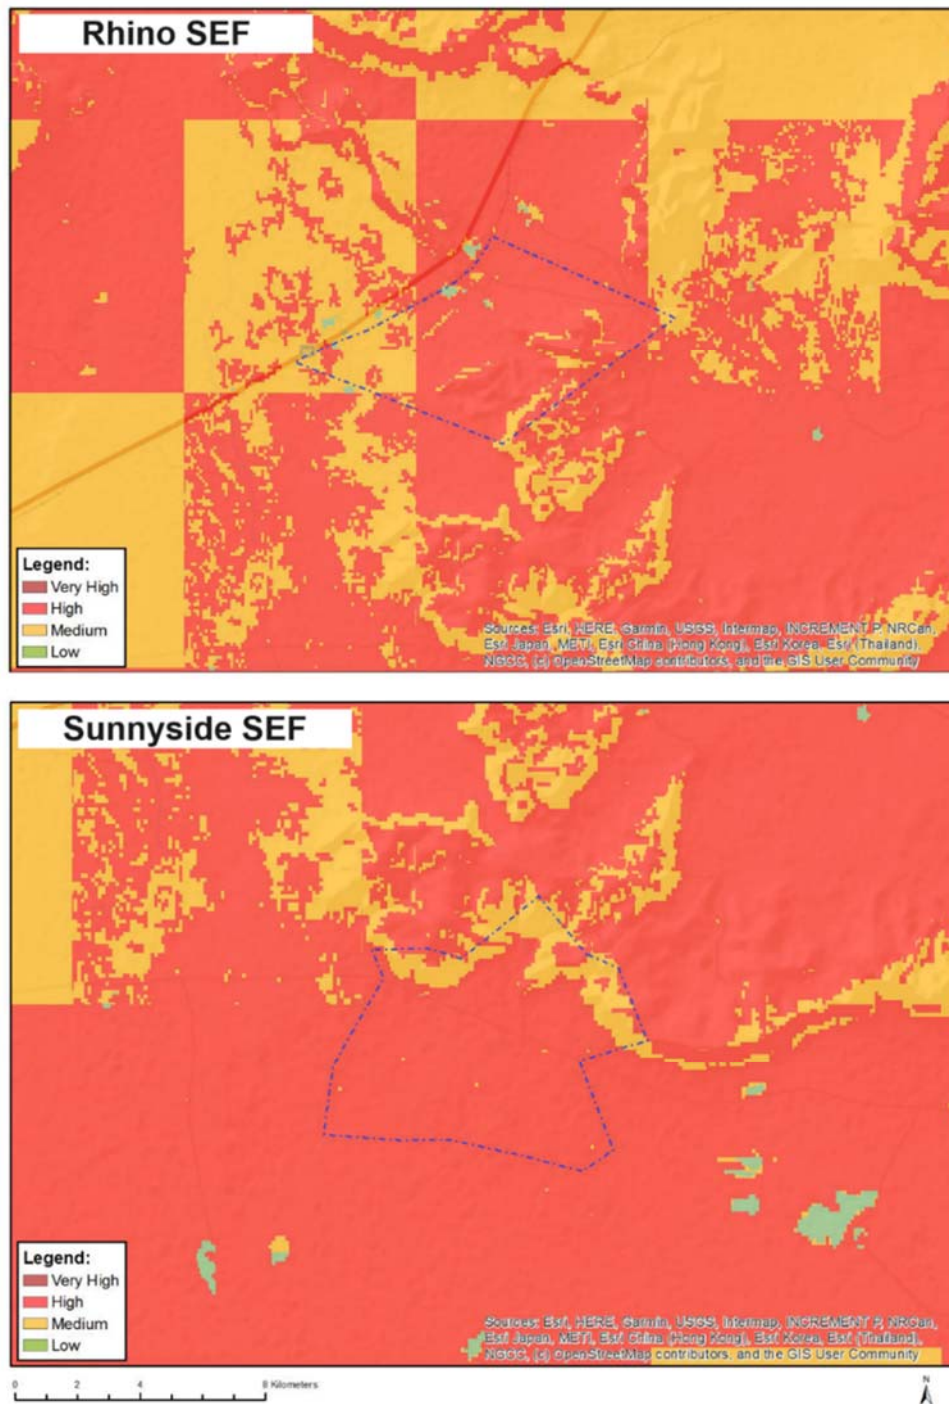 Rhino SEF
Legend:
Very High
High
Medium
Low
Sources: Esri, HERE, Garmin, USGS, Intermap, INCREMENT P, NRCan,
Esri Japan, METI, Esri China (Hong Kong), Esri Korea, Esri (Thailand),
NGCC, (c) OpenStreetMap contributors, and the GIS User Community
Sunnyside SEF
Legend:
Very High
High
Medium
Low
Sources: Esri, HERE, Garmin, USGS, Intermap, INCREMENT P, NRCan,
Esri Japan, METI, Esri China (Hong Kong), Esri Korea, Esri (Thailand),
NGCC, (c) OpenStreetMap contributors, and the GIS User Community
0 2 4 8 Kilometers
N